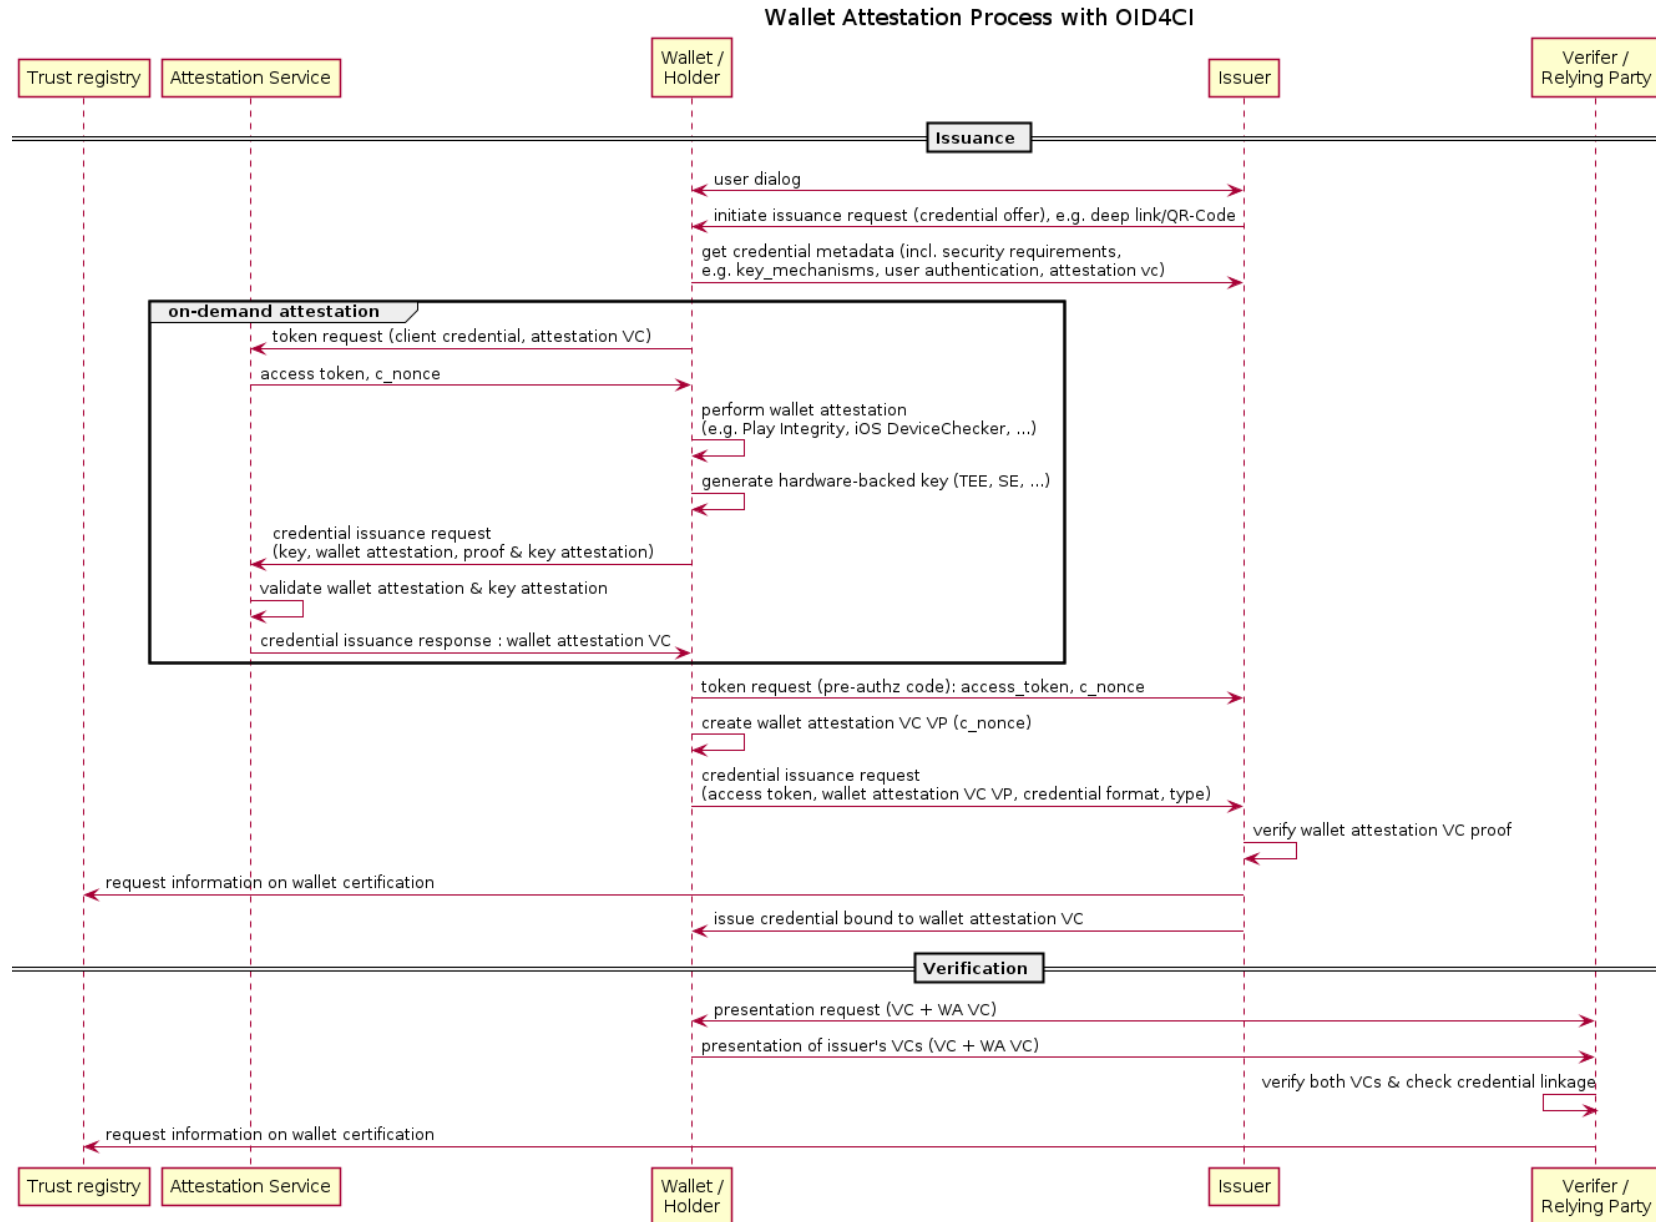 Wallet Attestation Process with OID4CI
Trust registry
Attestation Service
Wallet /
Holder
Issuer
Verifer /
Relying Party
Issuance
user dialog
initiate issuance request (credential offer), e.g. deep link/QR-Code
get credential metadata (incl. security requirements,
e.g. key_mechanisms, user authentication, attestation vc)
on-demand attestation
token request (client credential, attestation VC)
access token, c_nonce
perform wallet attestation
(e.g. Play Integrity, iOS DeviceChecker, ...)
generate hardware-backed key (TEE, SE, ...)
credential issuance request
(key, wallet attestation, proof & key attestation)
validate wallet attestation & key attestation
credential issuance response : wallet attestation VC
token request (pre-authz code): access_token, c_nonce
create wallet attestation VC VP (c_nonce)
credential issuance request
(access token, wallet attestation VC VP, credential format, type)
verify wallet attestation VC proof
request information on wallet certification
issue credential bound to wallet attestation VC
Verification
presentation request (VC + WA VC)
presentation of issuer's VCs (VC + WA VC)
verify both VCs & check credential linkage
request information on wallet certification
Trust registry
Attestation Service
Wallet /
Holder
Issuer
Verifer /
Relying Party